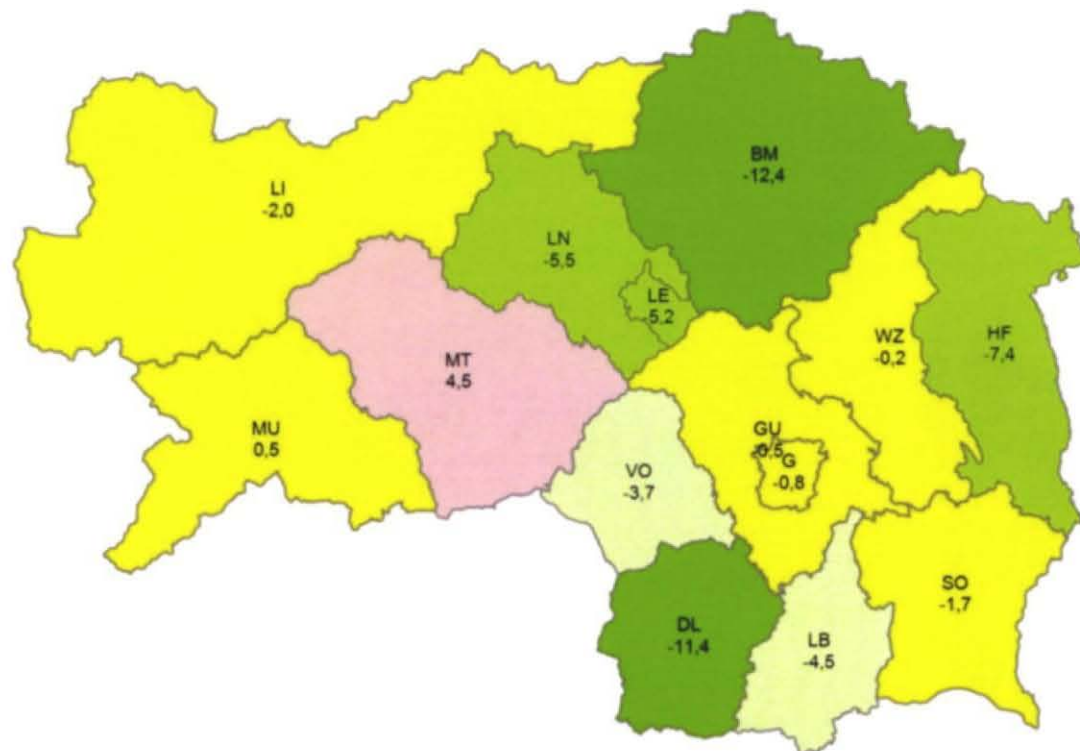 BM
-12,4
LI
-2,0
LN
-5,5
LE
-5,2
WZ
-0,2
HF
-7,4
MT
4,5
MU
0,5
GU
G
-0,8
VO
-3,7
SO
-1,7
DL
-11,4
LB
-4,5